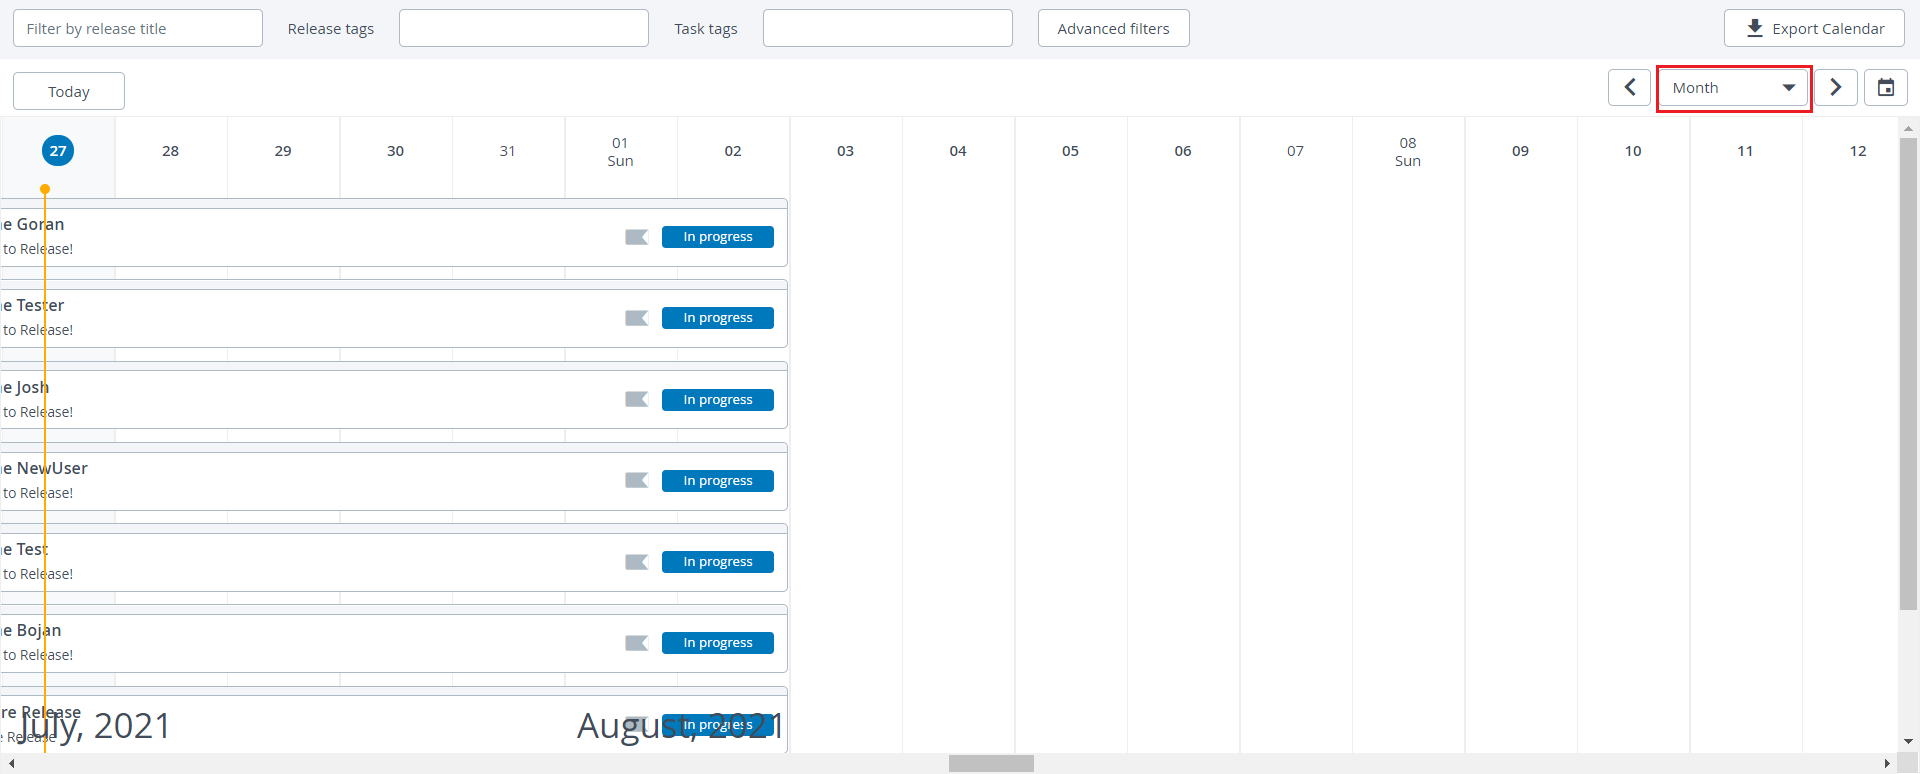 Filter by release title
Release tags
Task tags
Advanced filters
Export Calendar
Today
Month
27
28
29
30
31
01
Sun
02
03
04
05
06
07
08
Sun
09
10
11
12
e Goran
to Release!
In progress
e Tester
to Release!
In progress
e Josh
to Release!
In progress
e NewUser
to Release!
In progress
e Test
to Release!
In progress
e Bojan
to Release!
In progress
re Release
e Release
In progress
July, 2021
August, 2021